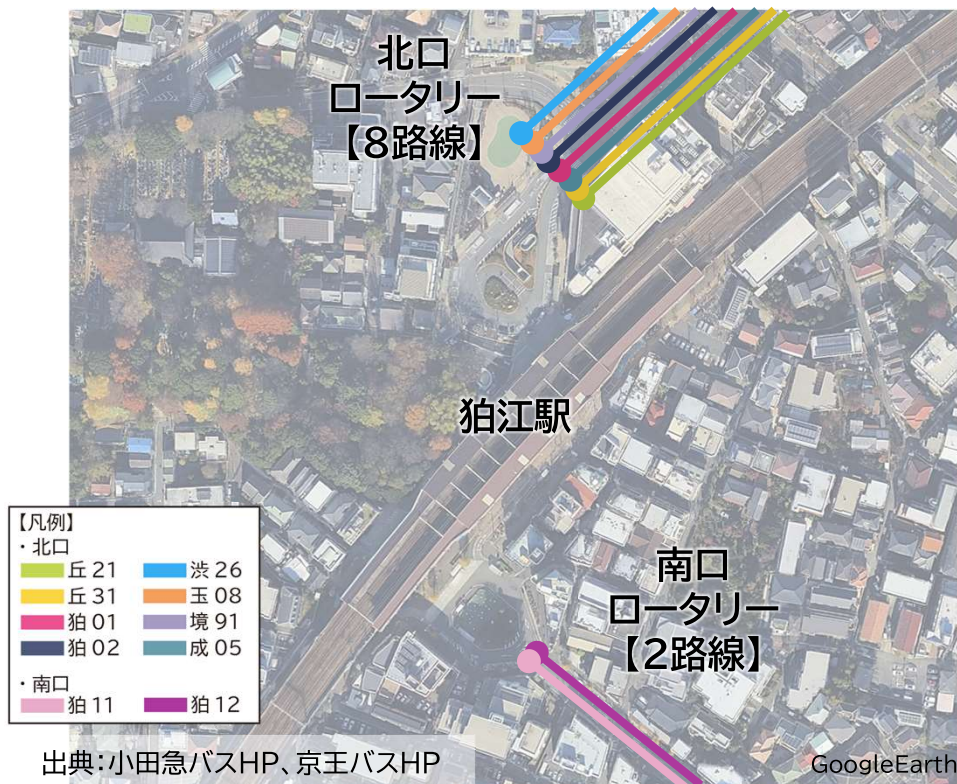 北口
ロータリー
【8路線】
狛江駅
南口
ロータリー
【2路線】
【凡例】
・北口
丘21 渋26
丘31 玉08
狛01 境91
狛02 成05
・南口
狛11 狛12
出典：小田急バスHP、京王バスHP
GoogleEarth